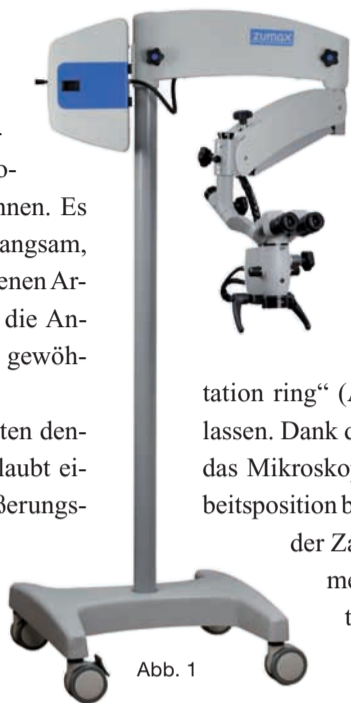 zumax
-
o-
nnen. Es
angsam,
enen Ar-
die An-
gewöh-
ten den-
laubt ei-
ßerungs-
tation ring“ (A
lassen. Dank d
das Mikroskop
beitsposition b
der Za
me
t
Abb. 1